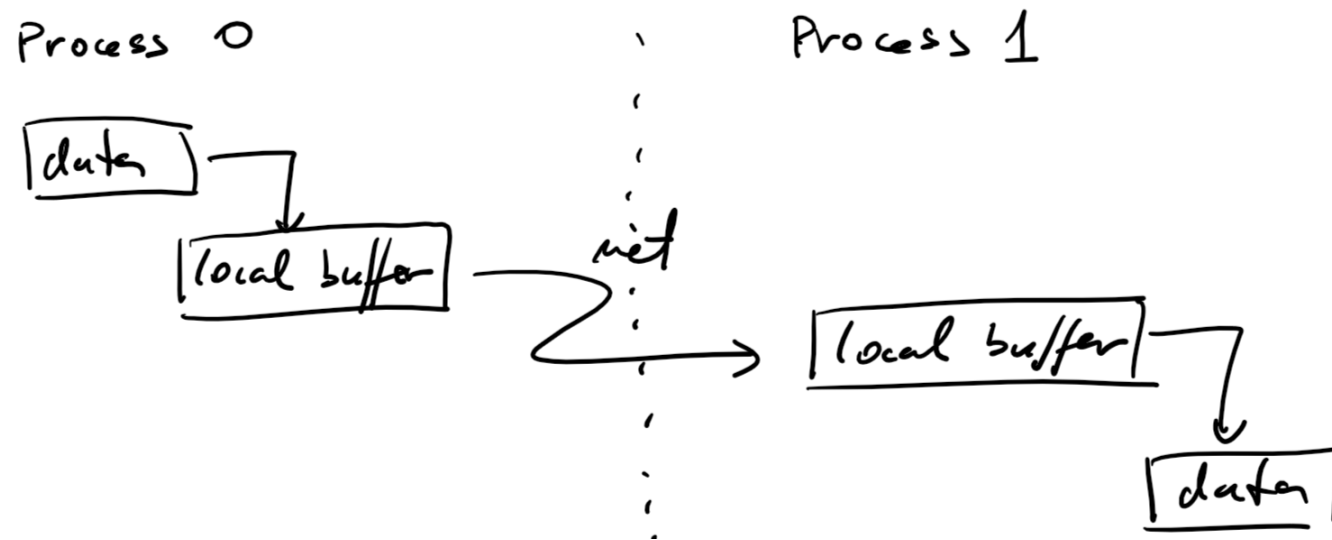 Process 0
Process 1
data
local buffer
net
local buffer
data